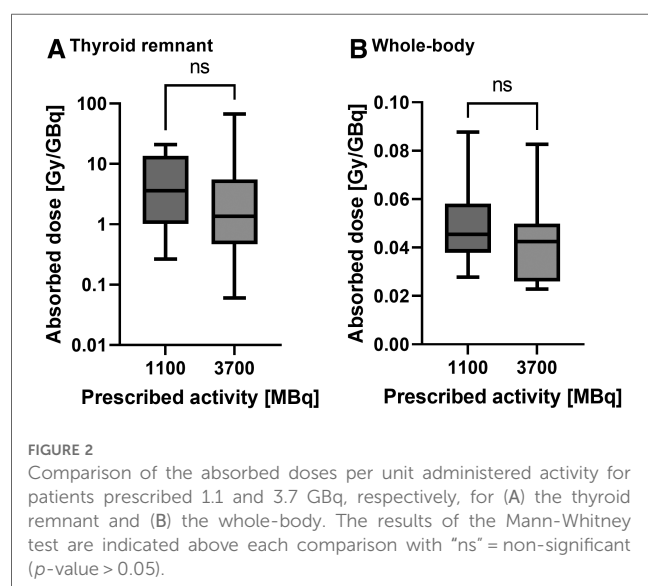 A Thyroid remnant
ns
Absorbed dose [Gy/GBq]
100
10
1
0.1
0.01
1100 3700
Prescribed activity [MBq]
B Whole-body
ns
Absorbed dose [Gy/GBq]
0.10
0.08
0.06
0.04
0.02
0.00
1100 3700
Prescribed activity [MBq]
FIGURE 2
Comparison of the absorbed doses per unit administered activity for
patients prescribed 1.1 and 3.7 GBq, respectively, for (A) the thyroid
remnant and (B) the whole-body. The results of the Mann-Whitney
test are indicated above each comparison with “ns” = non-significant
(p-value > 0.05).